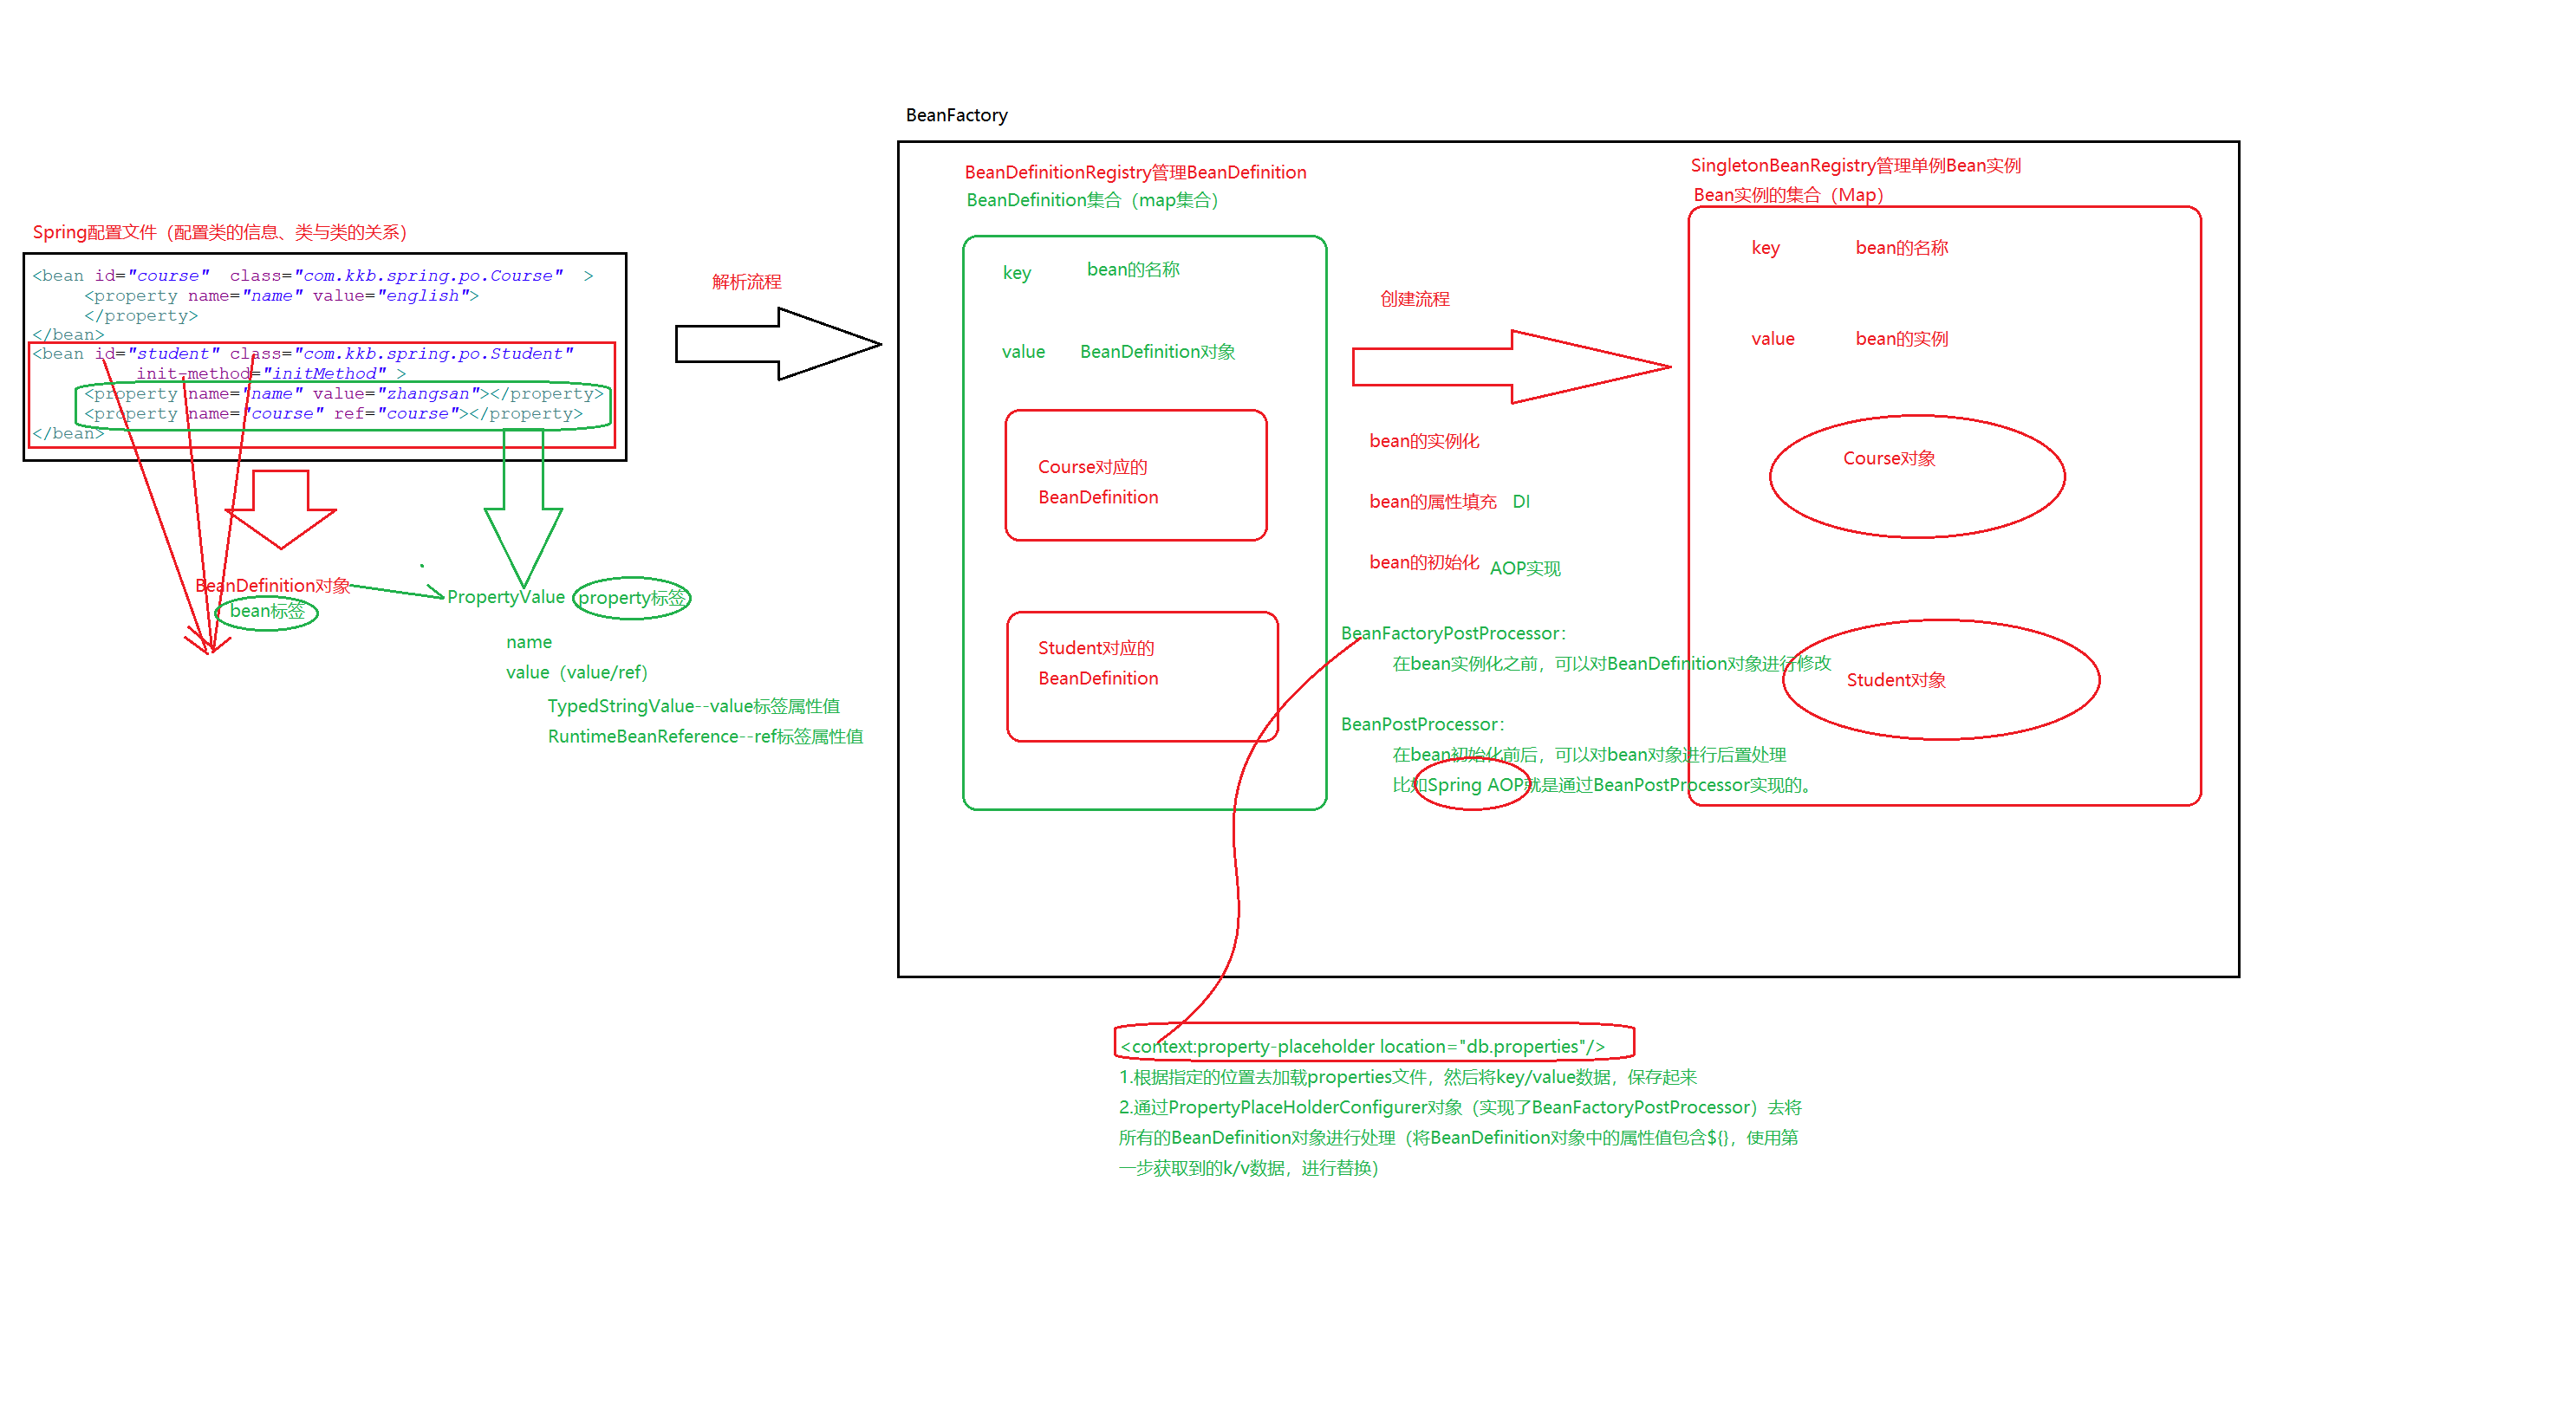 BeanFactory
Spring配置文件（配置类的信息、类与类的关系）
<bean id="course"  class="com.kkb.spring.po.Course"  >
<property name="name" value="english">
</property>
</bean>
<bean id="student" class="com.kkb.spring.po.Student"
init-method="initMethod" >
<property name="name" value="zhangsan"></property>
<property name="course" ref="course"></property>
</bean>
BeanDefinition对象
bean标签
PropertyValue
property标签
name
value（value/ref）
TypedStringValue--value标签属性值
RuntimeBeanReference--ref标签属性值
解析流程
BeanDefinitionRegistry管理BeanDefinition
BeanDefinition集合（map集合）
key
bean的名称
value
BeanDefinition对象
Course对应的
BeanDefinition
Student对应的
BeanDefinition
创建流程
bean的实例化
bean的属性填充
DI
bean的初始化
AOP实现
BeanFactoryPostProcessor：
在bean实例化之前，可以对BeanDefinition对象进行修改
BeanPostProcessor：
在bean初始化前后，可以对bean对象进行后置处理
比如Spring AOP就是通过BeanPostProcessor实现的。
SingletonBeanRegistry管理单例Bean实例
Bean实例的集合（Map）
key
bean的名称
value
bean的实例
Course对象
Student对象
<context:property-placeholder location="db.properties"/>
1.根据指定的位置去加载properties文件，然后将key/value数据，保存起来
2.通过PropertyPlaceHolderConfigurer对象（实现了BeanFactoryPostProcessor）去将
所有的BeanDefinition对象进行处理（将BeanDefinition对象中的属性值包含${}，使用第
一步获取到的k/v数据，进行替换）